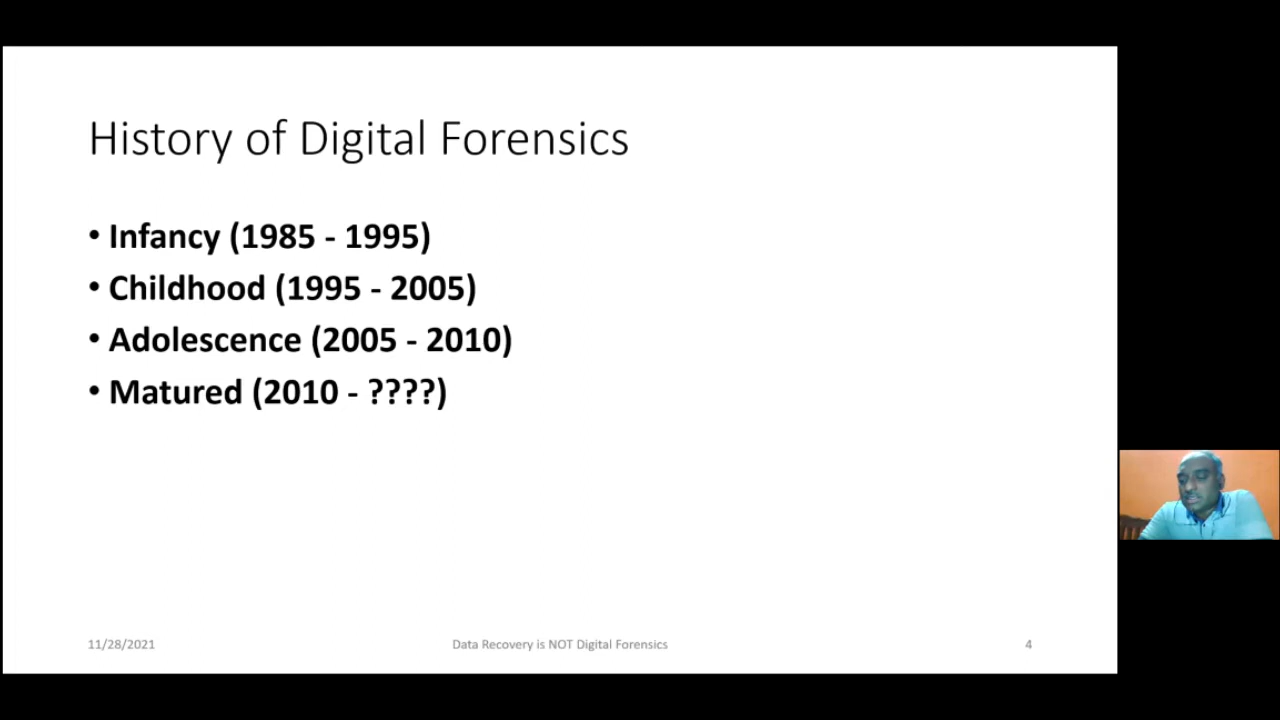 History of Digital Forensics
• Infancy (1985 - 1995)
• Childhood (1995 - 2005)
• Adolescence (2005 - 2010)
• Matured (2010 - ????)
11/28/2021
Data Recovery is NOT Digital Forensics
4